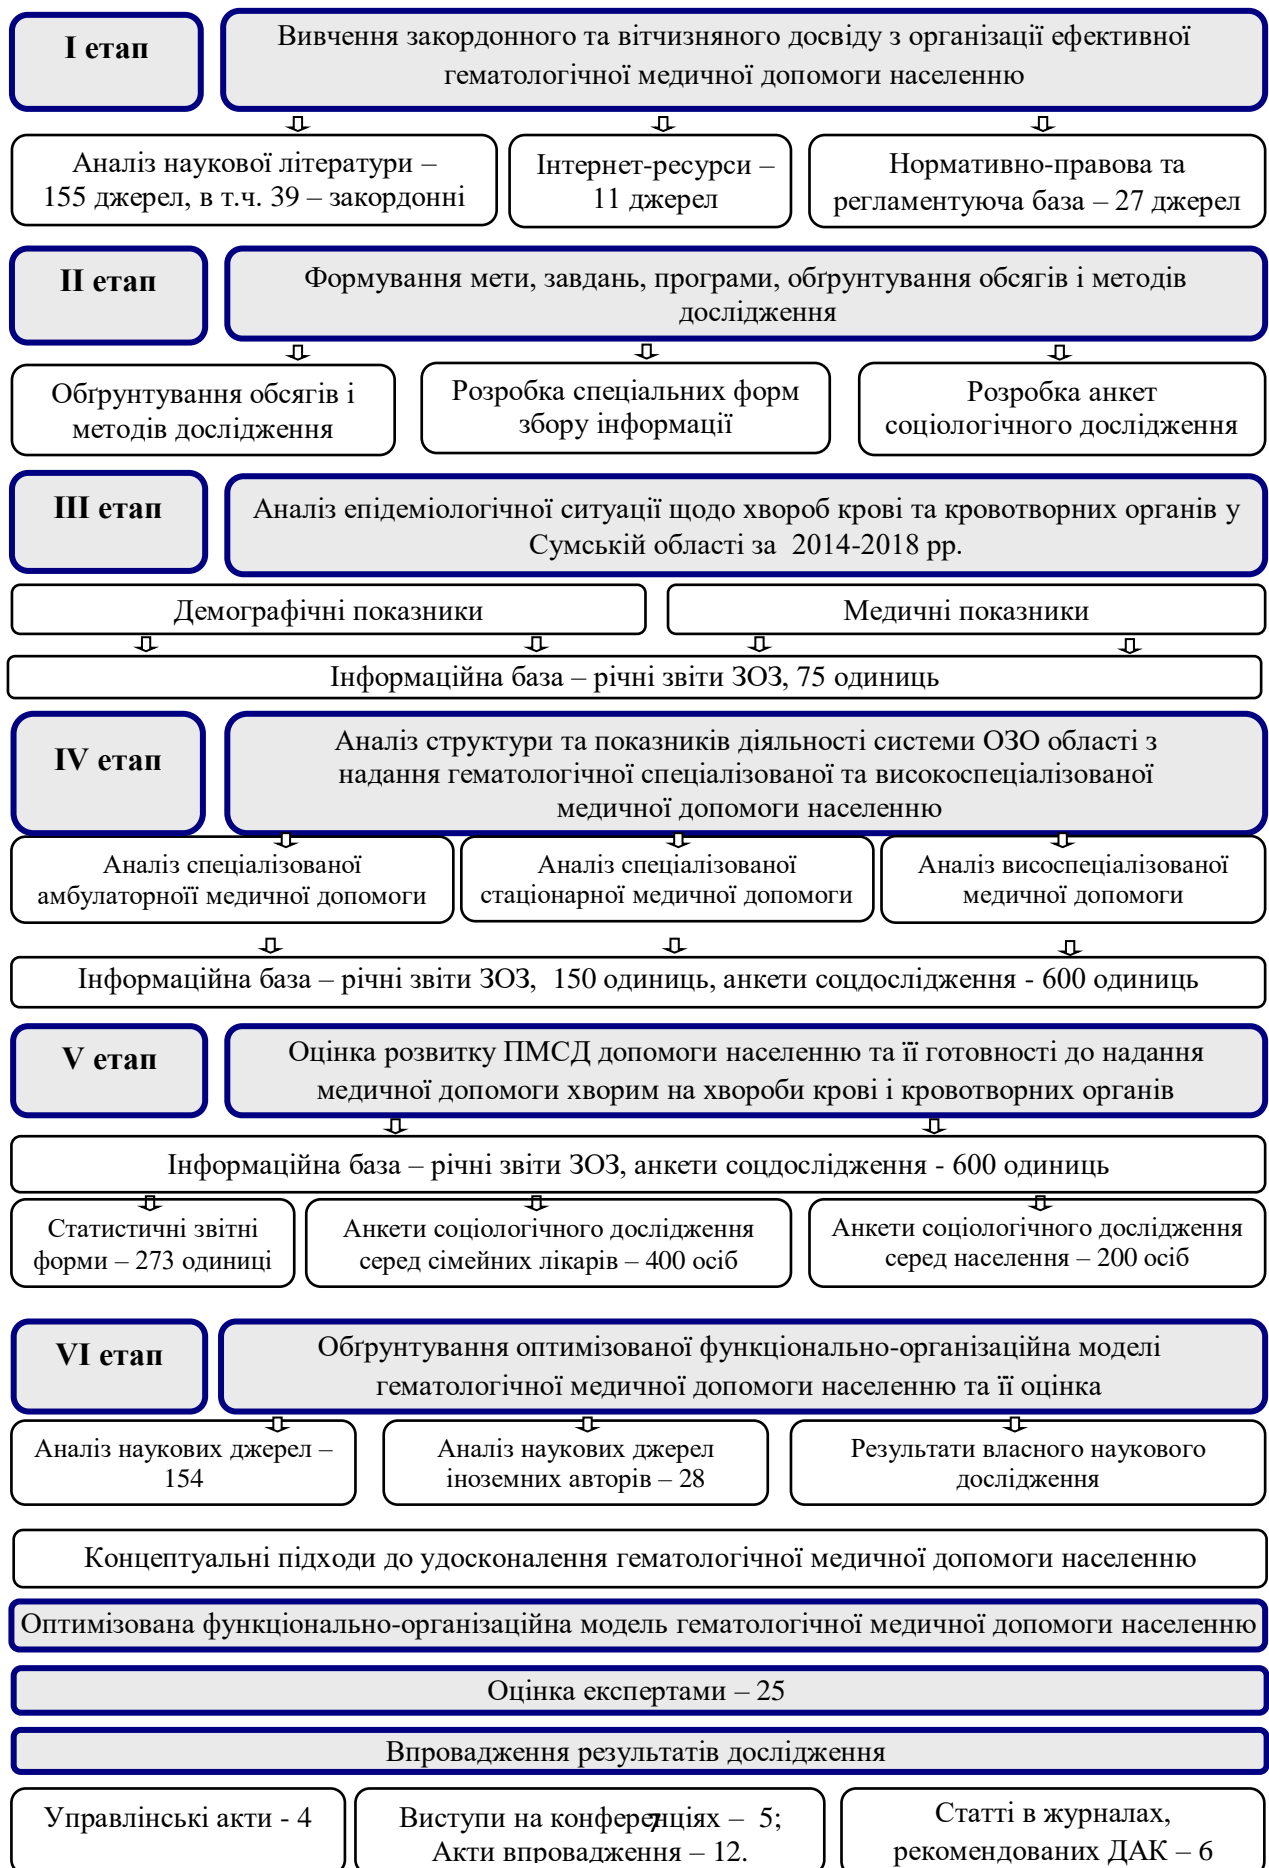 I етап
Вивчення закордонного та вітчизняного досвіду з організації ефективної
гематологічної медичної допомоги населенню
Аналіз наукової літератури –
155 джерел, в т.ч. 39 – закордонні
Інтернет-ресурси –
11 джерел
Нормативно-правова та
регламентуюча база – 27 джерел
II етап
Формування мети, завдань, програми, обґрунтування обсягів і методів
дослідження
Обґрунтування обсягів і
методів дослідження
Розробка спеціальних форм
збору інформації
Розробка анкет
соціологічного дослідження
III етап
Аналіз епідеміологічної ситуації щодо хвороб крові та кровотворних органів у
Сумській області за 2014-2018 рр.
Демографічні показники
Медичні показники
Інформаційна база – річні звіти ЗОЗ, 75 одиниць
IV етап
Аналіз структури та показників діяльності системи ОЗО області з
надання гематологічної спеціалізованої та високоспеціалізованої
медичної допомоги населенню
Аналіз спеціалізованої
амбулаторноїї медичної допомоги
Аналіз спеціалізованої
стаціонарної медичної допомоги
Аналіз висоспеціалізованої
медичної допомоги
Інформаційна база – річні звіти ЗОЗ, 150 одиниць, анкети соцдослідження - 600 одиниць
V етап
Оцінка розвитку ПМСД допомоги населенню та її готовності до надання
медичної допомоги хворим на хвороби крові і кровотворних органів
Інформаційна база – річні звіти ЗОЗ, анкети соцдослідження - 600 одиниць
Статистичні звітні
форми – 273 одиниці
Анкети соціологічного дослідження
серед сімейних лікарів – 400 осіб
Анкети соціологічного дослідження
серед населення – 200 осіб
VI етап
Обґрунтування оптимізованої функціонально-організаційна моделі
гематологічної медичної допомоги населенню та її оцінка
Аналіз наукових джерел –
154
Аналіз наукових джерел
іноземних авторів – 28
Результати власного наукового
дослідження
Концептуальні підходи до удосконалення гематологічної медичної допомоги населенню
Оптимізована функціонально-організаційна модель гематологічної медичної допомоги населенню
Оцінка експертами – 25
Впровадження результатів дослідження
Управлінські акти - 4
Виступи на конференціях – 5;
Акти впровадження – 12.
7
Статті в журналах,
рекомендованих ДАК – 6